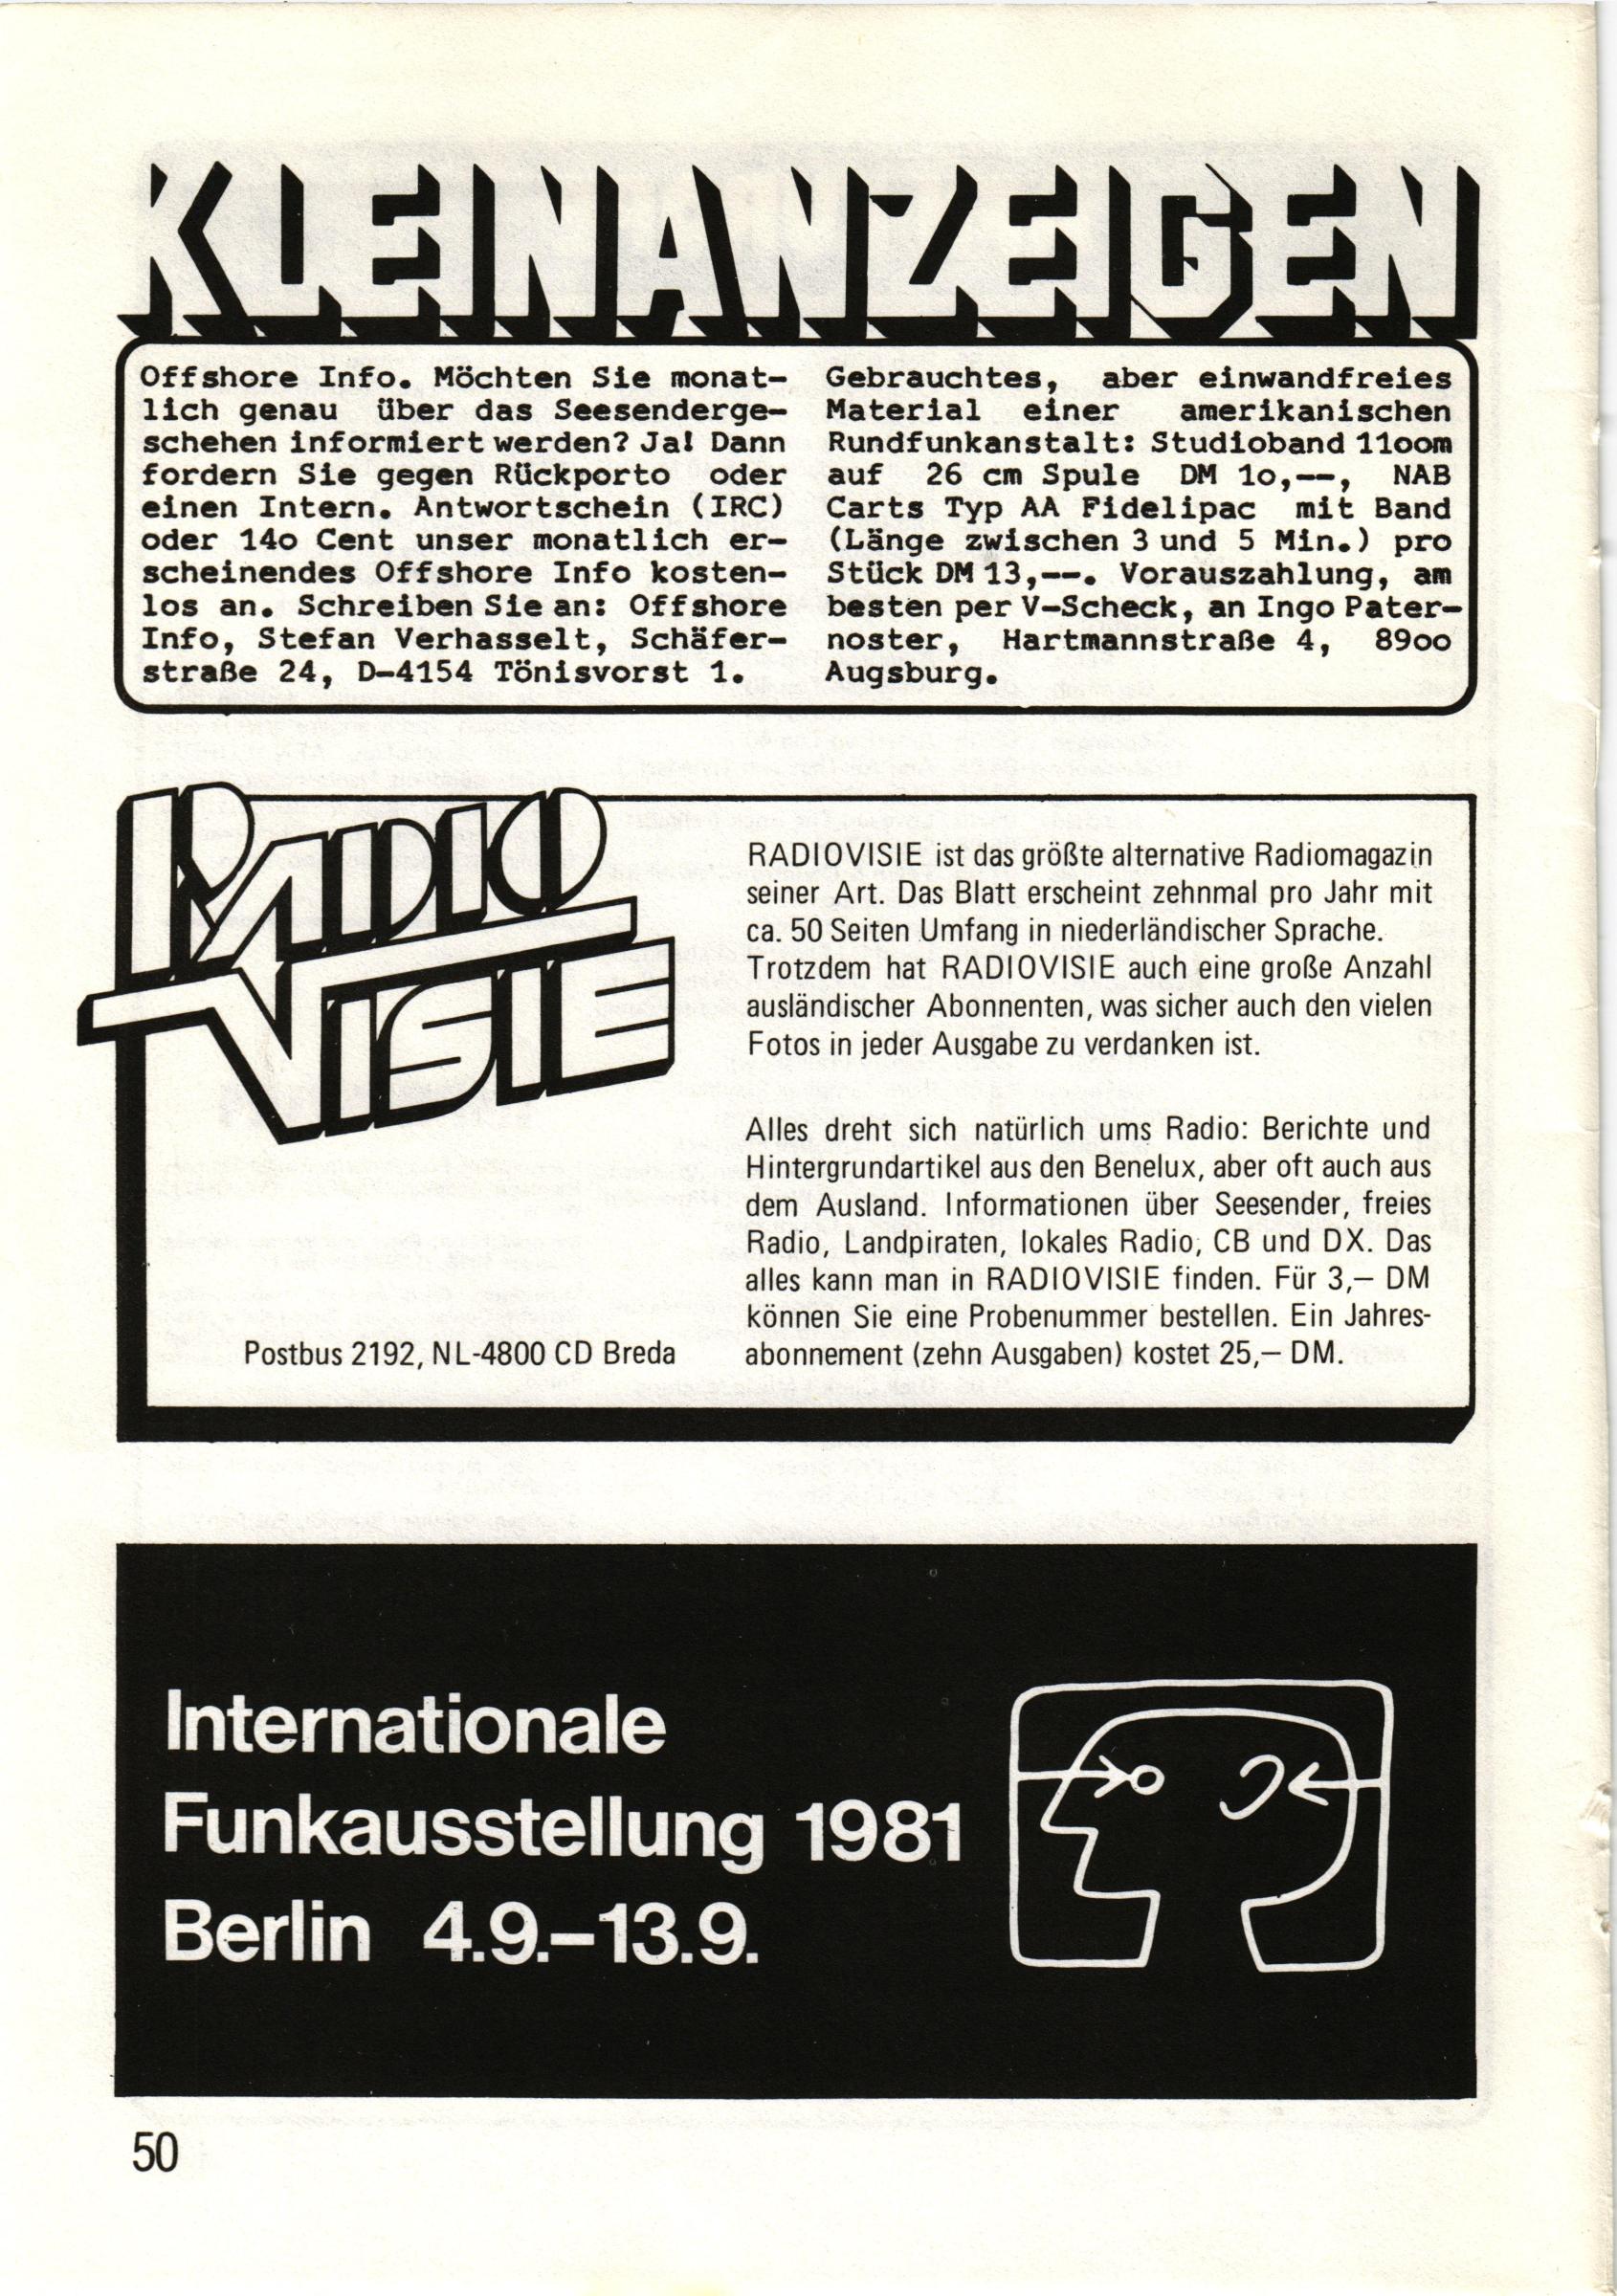 KLEINANZEIGEN
Offshore Info. Möchten Sie monat-
lich genau über das Seesenderge-
schehen informiert werden? Ja! Dann
fordern Sie gegen Rückporto oder
einen Intern. Antwortschein (IRC)
oder 14o Cent unser monatlich er-
scheinendes Offshore Info kosten-
los an. Schreiben Sie an: Offshore
Info, Stefan Verhasselt, Schäfer-
straße 24, D-4154 Tönisvorst 1.
Gebrauchtes, aber einwandfreies
Material einer amerikanischen
Rundfunkanstalt: Studioband 11oom
auf 26 cm Spule DM 1o,--, NAB
Carts Typ AA Fidelipac mit Band
(Länge zwischen 3 und 5 Min.) pro
Stück DM 13,--. Vorauszahlung, am
besten per V-Scheck, an Ingo Pater-
noster, Hartmannstraße 4, 89oo
Augsburg.
RADIO
VISIE
RADIOVISIE ist das größte alternative Radiomagazin
seiner Art. Das Blatt erscheint zehnmal pro Jahr mit
ca. 50 Seiten Umfang in niederländischer Sprache.
Trotzdem hat RADIOVISIE auch eine große Anzahl
ausländischer Abonnenten, was sicher auch den vielen
Fotos in jeder Ausgabe zu verdanken ist.
Alles dreht sich natürlich ums Radio: Berichte und
Hintergrundartikel aus den Benelux, aber oft auch aus
dem Ausland. Informationen über Seesender, freies
Radio, Landpiraten, lokales Radio, CB und DX. Das
alles kann man in RADIOVISIE finden. Für 3,— DM
können Sie eine Probenummer bestellen. Ein Jahres-
abonnement (zehn Ausgaben) kostet 25,— DM.
Postbus 2192, NL-4800 CD Breda
Internationale
Funkausstellung 1981
Berlin 4.9.–13.9.
50